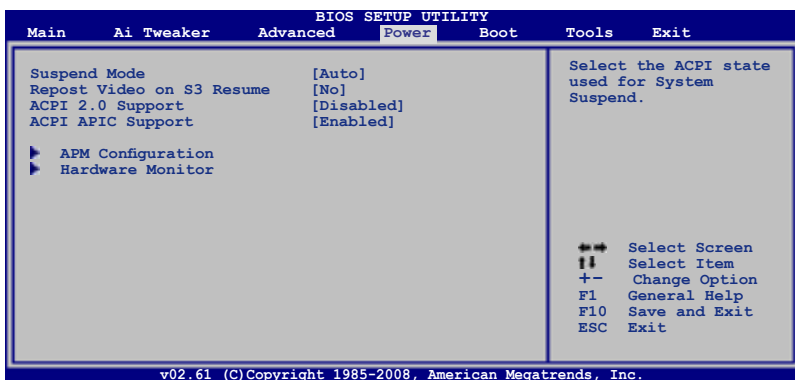 BIOS SETUP UTILITY
Main Ai Tweaker Advanced Power Boot Tools Exit
Suspend Mode [Auto]
Repost Video on S3 Resume [No]
ACPI 2.0 Support [Disabled]
ACPI APIC Support [Enabled]
APM Configuration
Hardware Monitor
Select the ACPI state
used for System
Suspend.
Select Screen
Select Item
+- Change Option
F1 General Help
F10 Save and Exit
ESC Exit
v02.61 (C)Copyright 1985-2008, American Megatrends, Inc.